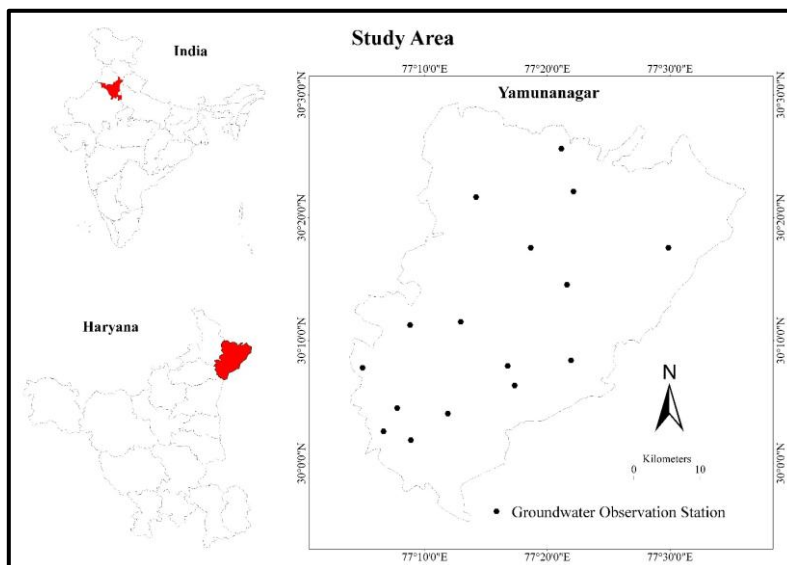 Study Area
India
Haryana
Yamunanagar
77°10'0"E 77°20'0"E 77°30'0"E
30°30'0"N 30°30'0"N
30°20'0"N 30°20'0"N
30°10'0"N 30°10'0"N
30°0'0"N 30°0'0"N
N
Kilometers
0 10
Groundwater Observation Station
77°10'0"E 77°20'0"E 77°30'0"E